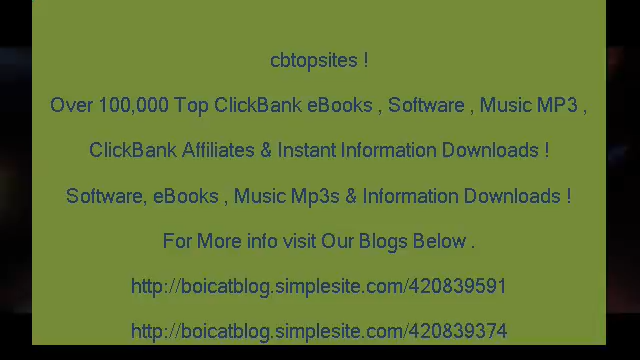 cbtopsites !
Over 100,000 Top ClickBank eBooks , Software , Music MP3 ,
ClickBank Affiliates & Instant Information Downloads !
Software, eBooks , Music Mp3s & Information Downloads !
For More info visit Our Blogs Below .
http://boicatblog.simplesite.com/420839591
http://boicatblog.simplesite.com/420839374